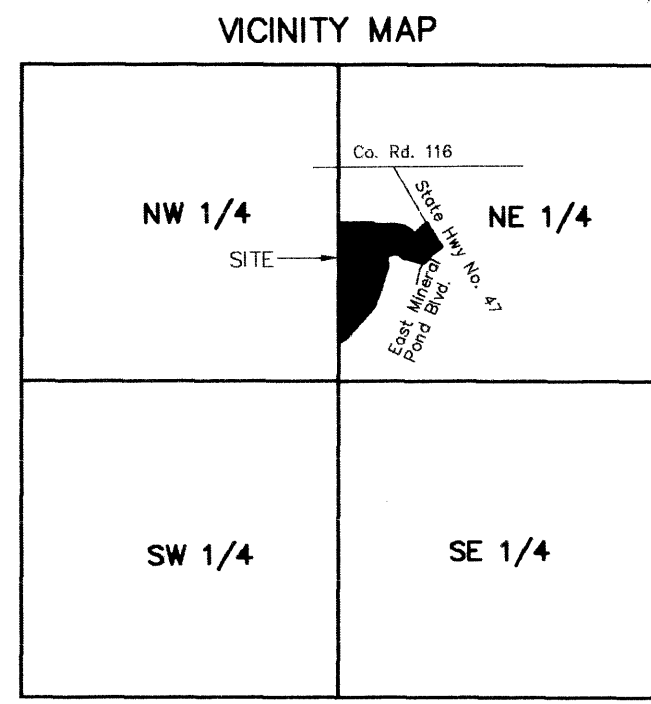 VICINITY MAP
Co. Rd. 116
NW 1/4
State Hwy No. 47
NE 1/4
SITE
East Mineral
Pond Blvd.
SW 1/4
SE 1/4